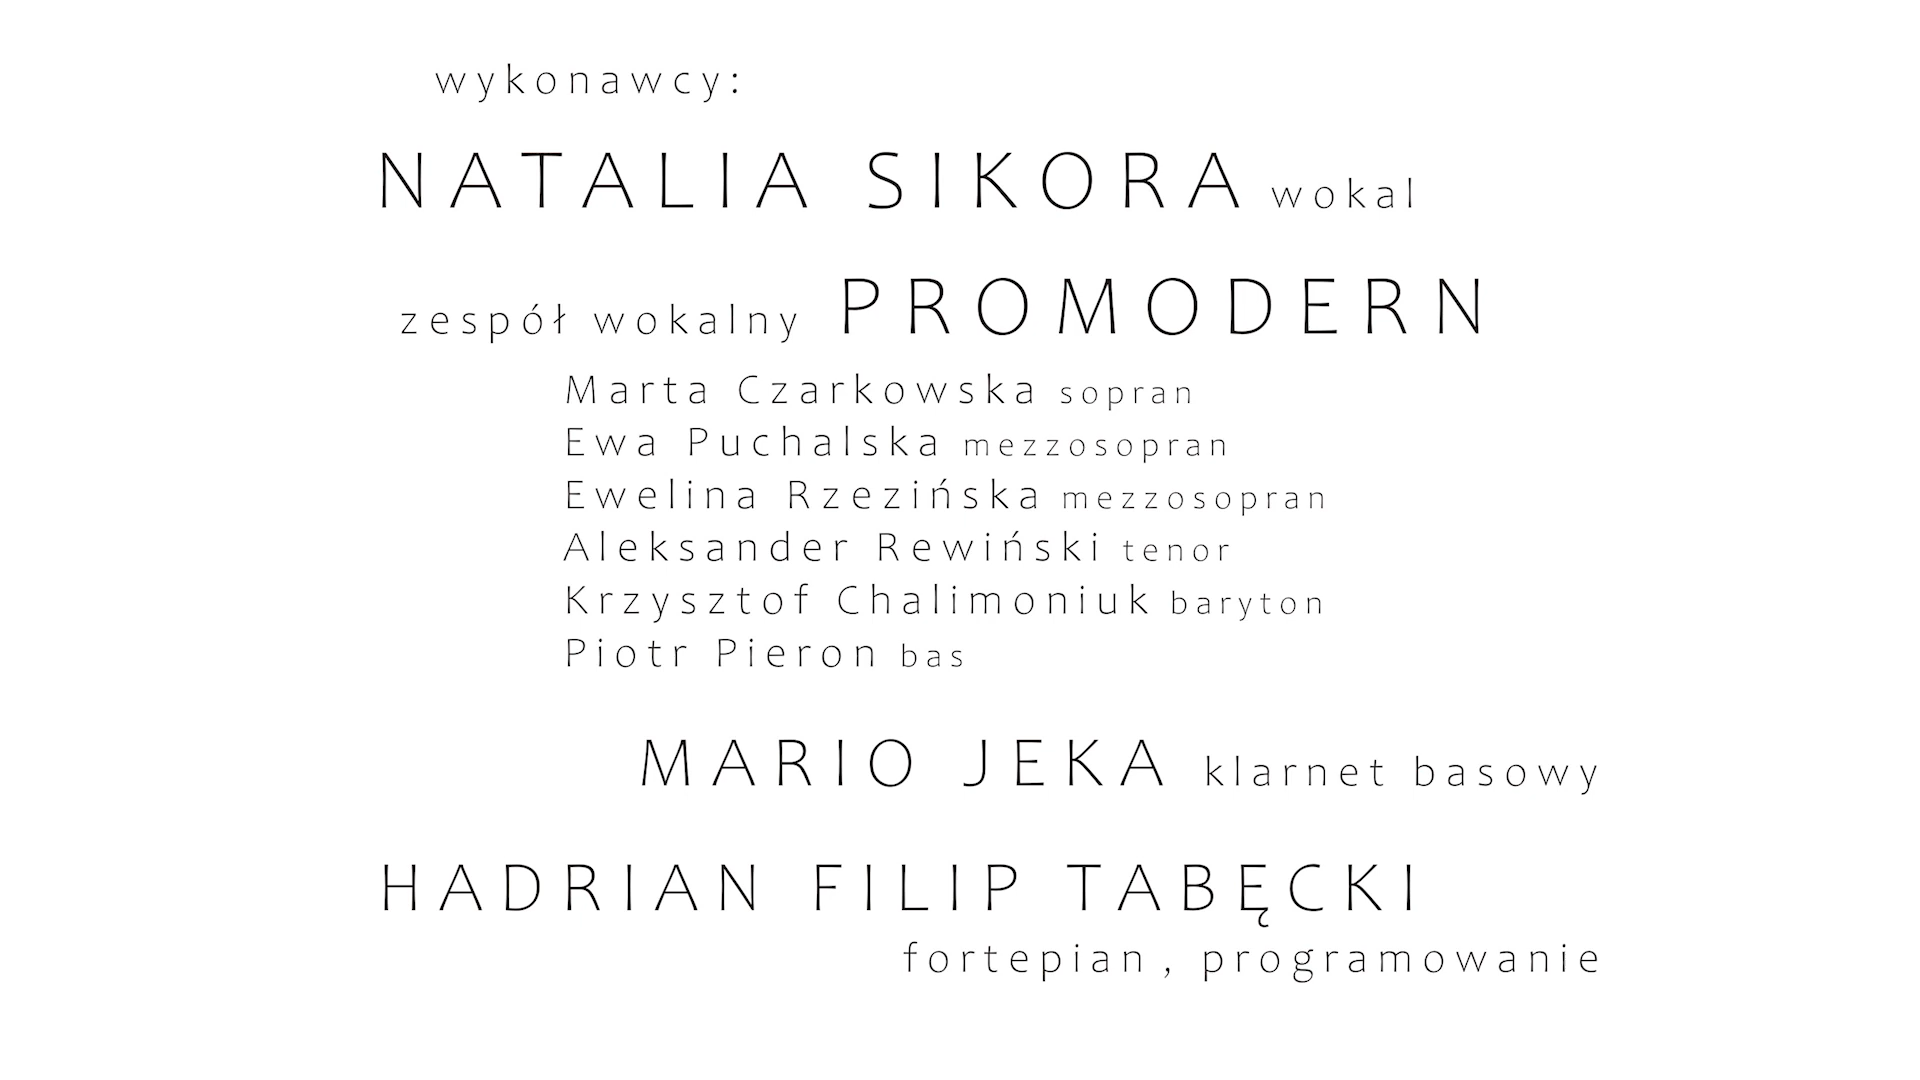 wykonawcy:
NATALIA SIKORA wokal
zespół wokalny PROMODERN
Marta Czarkowska sopran
Ewa Puchalska mezzosopran
Ewelina Rzezińska mezzosopran
Aleksander Rewiński tenor
Krzysztof Chalimoniuk baryton
Piotr Pieron bas
MARIO JEKA klarnet basowy
HADRIAN FILIP TABĘCKI
fortepian, programowanie